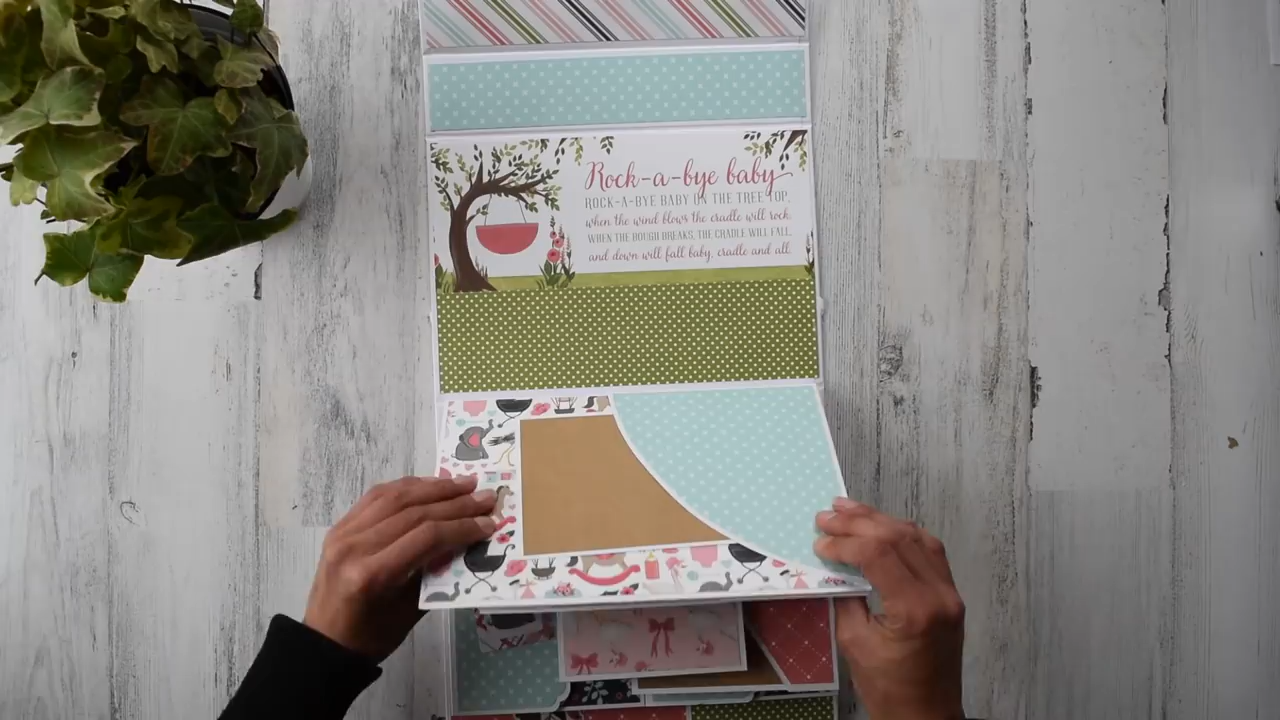 Rock-a-bye baby
ROCK-A-BYE BABY ON THE TREE TOP,
when the wind blows the cradle will rock.
WHEN THE BOUGH BREAKS, THE CRADLE WILL FALL,
and down will fall baby, cradle and all.